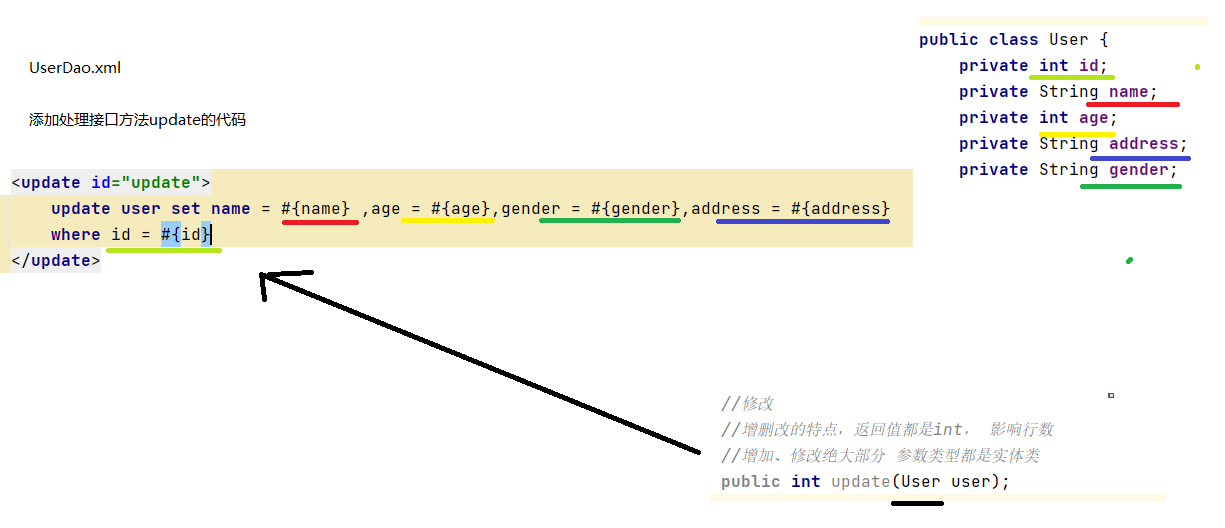 UserDao.xml
添加处理接口方法update的代码
<update id="update">
update user set name = #{name} ,age = #{age},gender = #{gender},address = #{address}
where id = #{id}
</update>
public class User {
private int id;
private String name;
private int age;
private String address;
private String gender;
//修改
//增删改的特点，返回值都是int， 影响行数
//增加、修改绝大部分 参数类型都是实体类
public int update(User user);